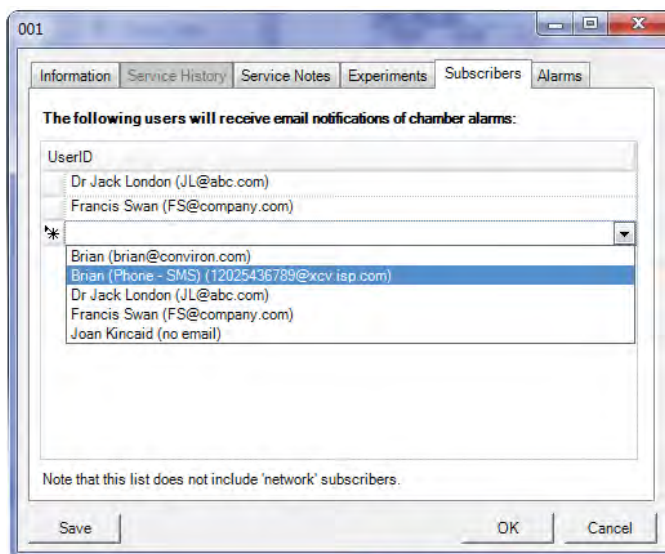 001
Information Service History Service Notes Experiments Subscribers Alarms
The following users will receive email notifications of chamber alarms:
UserID
Dr Jack London (JL@abc.com)
Francis Swan (FS@company.com)
Brian (brian@conviron.com)
Brian (Phone - SMS) (12025436789@xcv.isp.com)
Dr Jack London (JL@abc.com)
Francis Swan (FS@company.com)
Joan Kincaid (no email)
Note that this list does not include 'network' subscribers.
Save OK Cancel